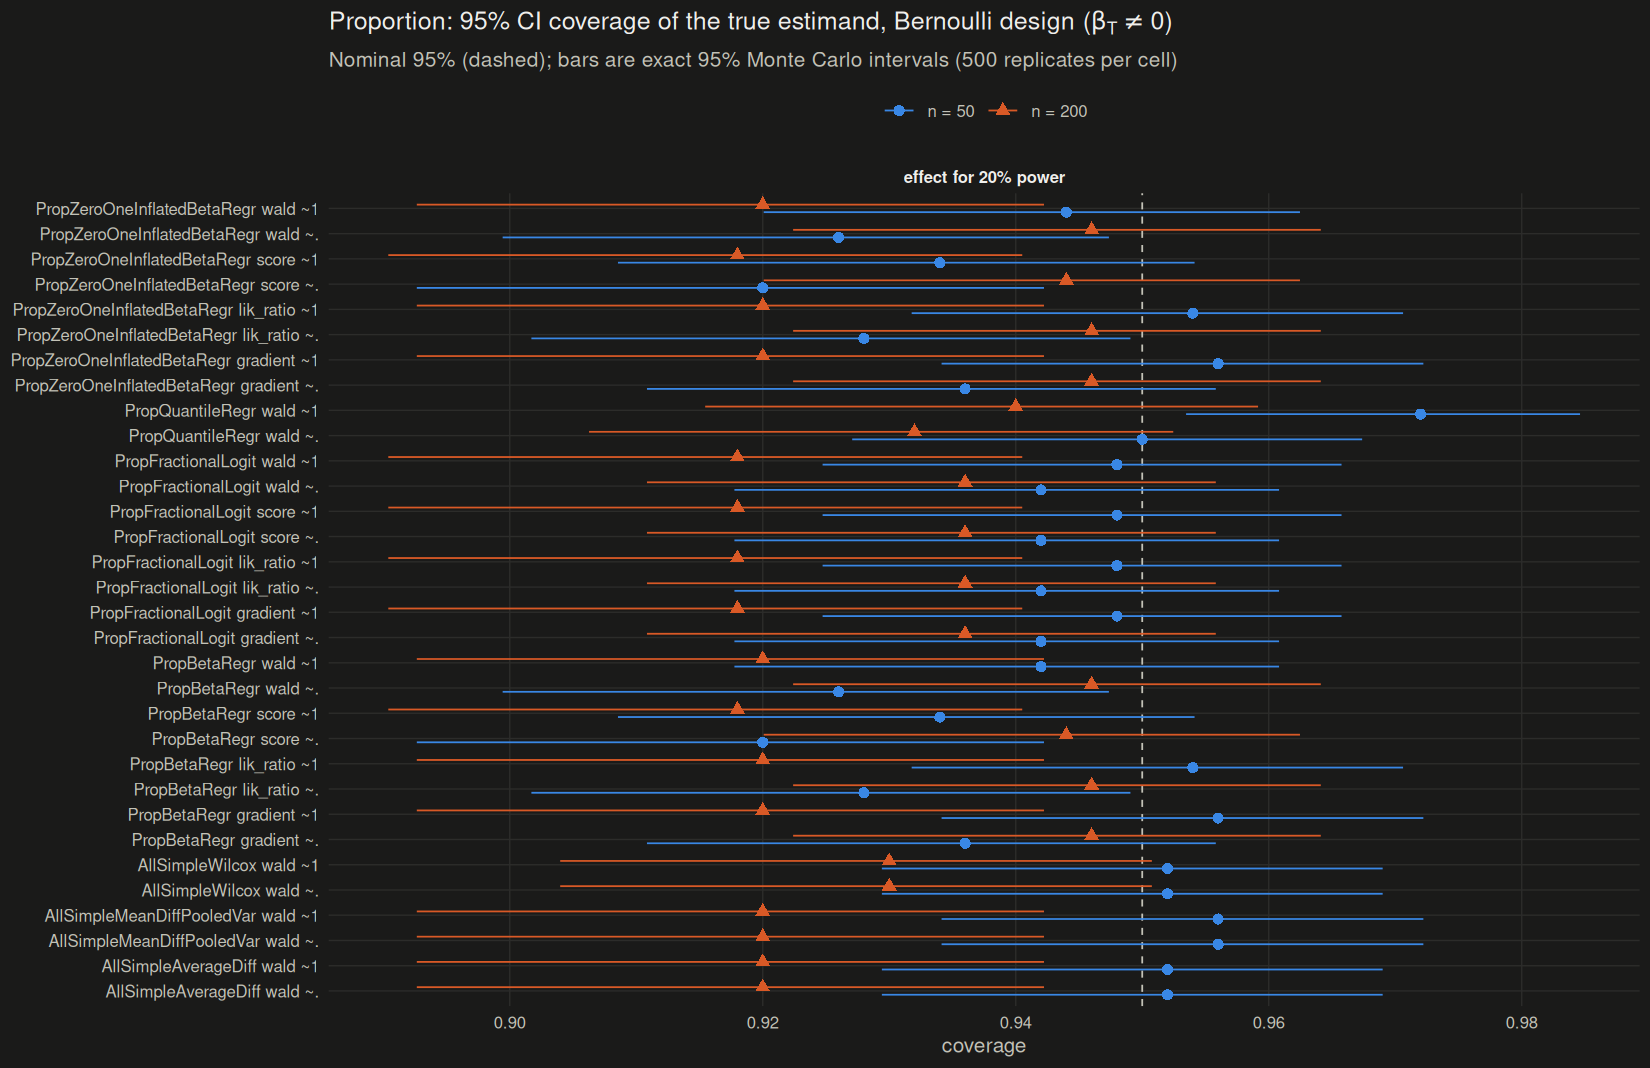 Proportion: 95% CI coverage of the true estimand, Bernoulli design (βT ≠ 0)
Nominal 95% (dashed); bars are exact 95% Monte Carlo intervals (500 replicates per cell)
n = 50 n = 200
effect for 20% power
PropZeroOneInflatedBetaRegr wald ~1
PropZeroOneInflatedBetaRegr wald ~.
PropZeroOneInflatedBetaRegr score ~1
PropZeroOneInflatedBetaRegr score ~.
PropZeroOneInflatedBetaRegr lik_ratio ~1
PropZeroOneInflatedBetaRegr lik_ratio ~.
PropZeroOneInflatedBetaRegr gradient ~1
PropZeroOneInflatedBetaRegr gradient ~.
PropQuantileRegr wald ~1
PropQuantileRegr wald ~.
PropFractionalLogit wald ~1
PropFractionalLogit wald ~.
PropFractionalLogit score ~1
PropFractionalLogit score ~.
PropFractionalLogit lik_ratio ~1
PropFractionalLogit lik_ratio ~.
PropFractionalLogit gradient ~1
PropFractionalLogit gradient ~.
PropBetaRegr wald ~1
PropBetaRegr wald ~.
PropBetaRegr score ~1
PropBetaRegr score ~.
PropBetaRegr lik_ratio ~1
PropBetaRegr lik_ratio ~.
PropBetaRegr gradient ~1
PropBetaRegr gradient ~.
AllSimpleWilcox wald ~1
AllSimpleWilcox wald ~.
AllSimpleMeanDiffPooledVar wald ~1
AllSimpleMeanDiffPooledVar wald ~.
AllSimpleAverageDiff wald ~1
AllSimpleAverageDiff wald ~.
0.90 0.92 0.94 0.96 0.98
coverage